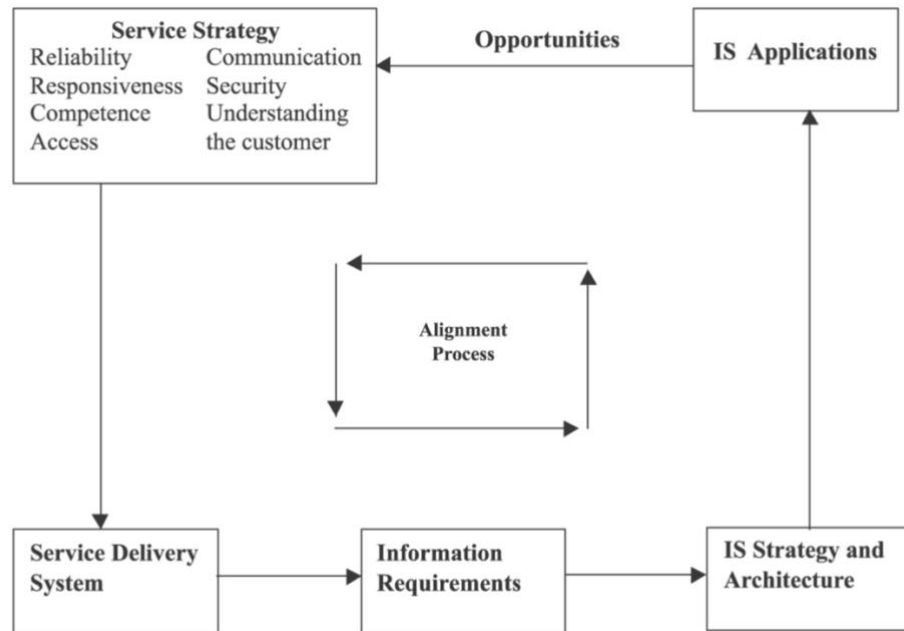 Service Strategy
Reliability Communication
Responsiveness Security
Competence Understanding
Access the customer
Opportunities
IS Applications
Alignment
Process
Service Delivery
System
Information
Requirements
IS Strategy and
Architecture